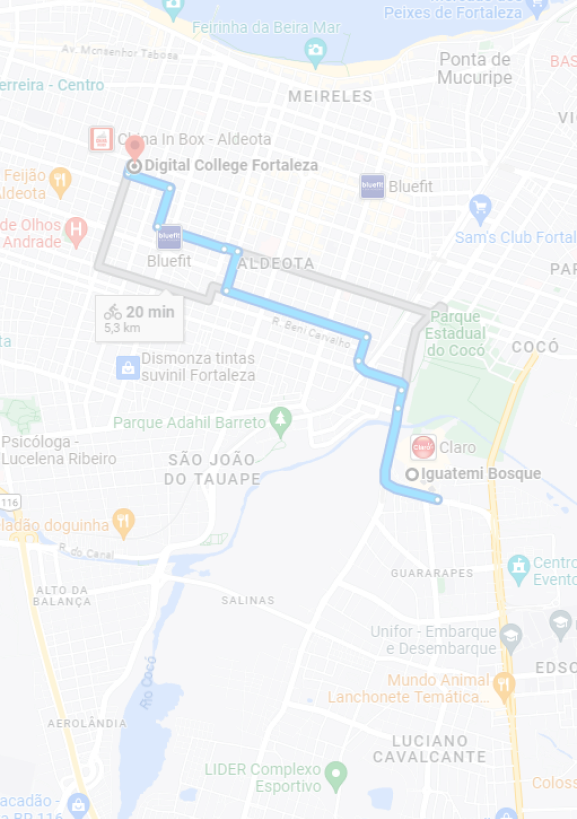 Feirinha da Beira Mar
Peixes de Fortaleza
Av. Monsenhor Tabosa
Ponta de
Mucuripe
BAS
erreira - Centro
MEIRELES
VI
China In Box - Aldeota
Digital College Fortaleza
Feijão
Aldeota
bluefit
Bluefit
de Olhos
Andrade
Sam's Club Fortal
bluefit
Bluefit
ALDEOTA
PAR
20 min
5,3 km
R. Beni Carvalho
Parque
Estadual
do Cocó
COCÓ
ta
Dismonza tintas
suvinil Fortaleza
Parque Adahil Barreto
Psicóloga -
Lucelena Ribeiro
SÃO JOÃO
DO TAUAPE
Claro
Claro
Iguatemi Bosque
116
ladão doguinha
R. do Canal
Centro
Evento
GUARARAPES
ALTO DA
BALANÇA
SALINAS
Unifor - Embarque
e Desembarque
EDSO
Rio Cocó
Mundo Animal
Lanchonete Temática...
AEROLÂNDIA
LUCIANO
CAVALCANTE
LIDER Complexo
Esportivo
Coloss
acadão -
a BR 116